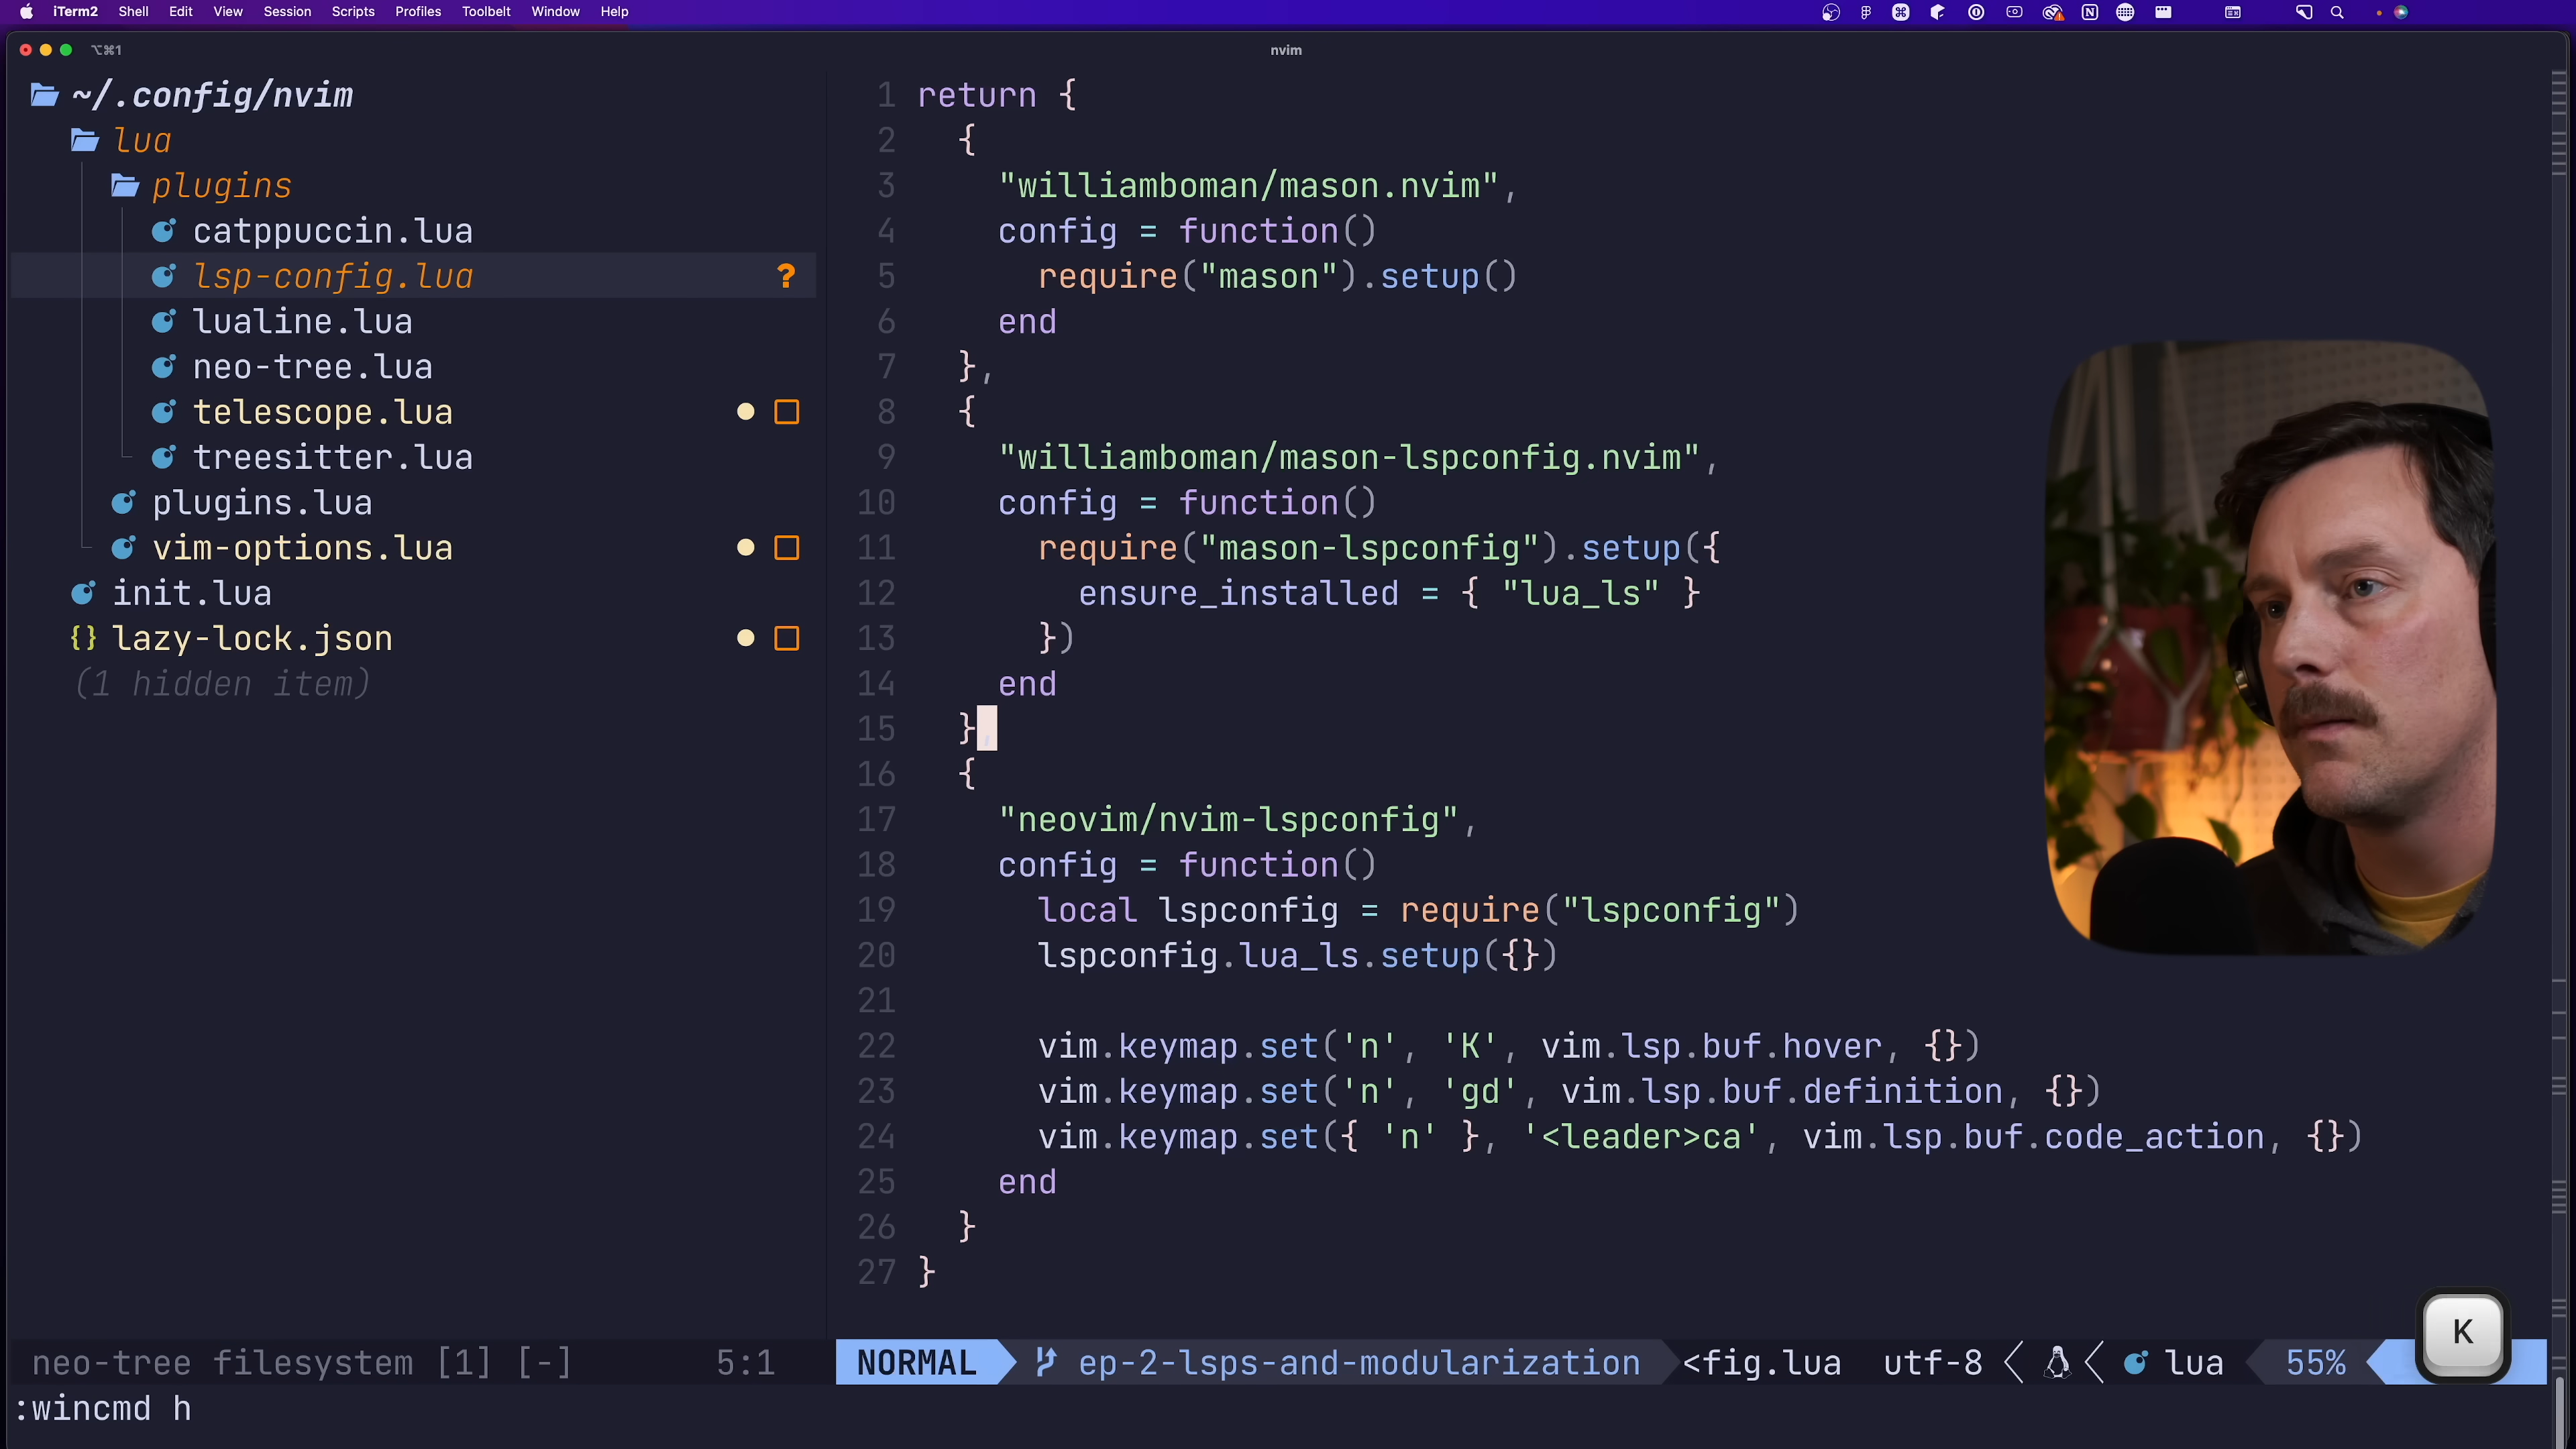 iTerm2 Shell Edit View Session Scripts Profiles Toolbelt Window Help
⌥⌘1 nvim
~/.config/nvim
lua
plugins
catppuccin.lua
lsp-config.lua ?
lualine.lua
neo-tree.lua
telescope.lua
treesitter.lua
plugins.lua
vim-options.lua
init.lua
{} lazy-lock.json
(1 hidden item)
1 return {
2 {
3 "williamboman/mason.nvim",
4 config = function()
5 require("mason").setup()
6 end
7 },
8 {
9 "williamboman/mason-lspconfig.nvim",
10 config = function()
11 require("mason-lspconfig").setup({
12 ensure_installed = { "lua_ls" }
13 })
14 end
15 },
16 {
17 "neovim/nvim-lspconfig",
18 config = function()
19 local lspconfig = require("lspconfig")
20 lspconfig.lua_ls.setup({})
21
22 vim.keymap.set('n', 'K', vim.lsp.buf.hover, {})
23 vim.keymap.set('n', 'gd', vim.lsp.buf.definition, {})
24 vim.keymap.set({ 'n' }, '<leader>ca', vim.lsp.buf.code_action, {})
25 end
26 }
27 }
K
neo-tree filesystem [1] [-] 5:1 NORMAL ep-2-lsps-and-modularization <fig.lua utf-8 lua 55%
:wincmd h